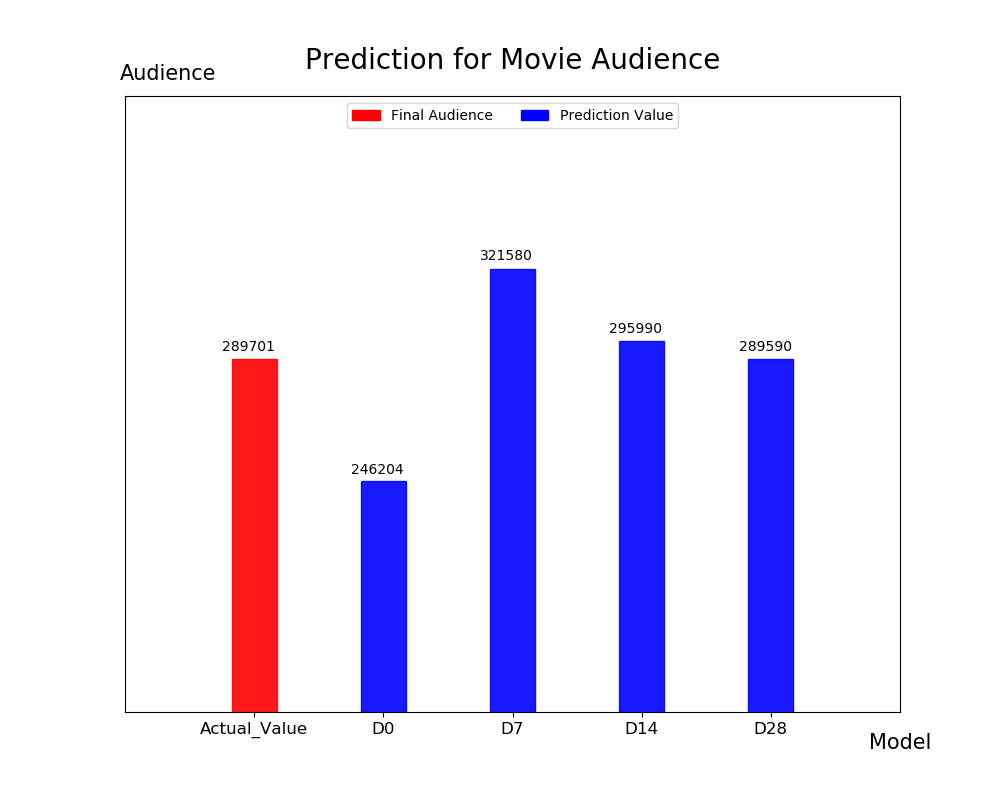 Prediction for Movie Audience
Audience
Final Audience
Prediction Value
321580
295990
289701
289590
246204
Actual_Value
D0
D7
D14
D28
Model